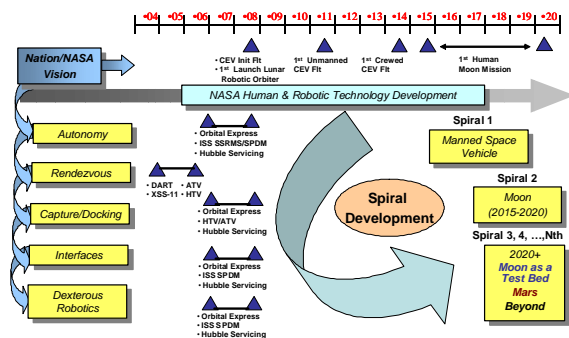 •04 •05 •06 •07 •08 •09 •10 •11 •12 •13 •14 •15 •16 •17 •18 •19 •20
Nation/NASA
Vision
• CEV Init Flt
• 1st Launch Lunar
Robotic Orbiter
1st Unmanned
CEV Flt
1st Crewed
CEV Flt
1st Human
Moon Mission
NASA Human & Robotic Technology Development
Autonomy
• Orbital Express
• ISS SSRMS/SPDM
• Hubble Servicing
Rendezvous
• DART • ATV
• XSS-11 • HTV
Capture/Docking
• Orbital Express
• HTV/ATV
• Hubble Servicing
Interfaces
• Orbital Express
• ISS SPDM
• Hubble Servicing
Dexterous
Robotics
• Orbital Express
• ISS SPDM
• Hubble Servicing
Spiral
Development
Spiral 1
Manned Space
Vehicle
Spiral 2
Moon
(2015-2020)
Spiral 3, 4, …,Nth
2020+
Moon as a
Test Bed
Mars
Beyond